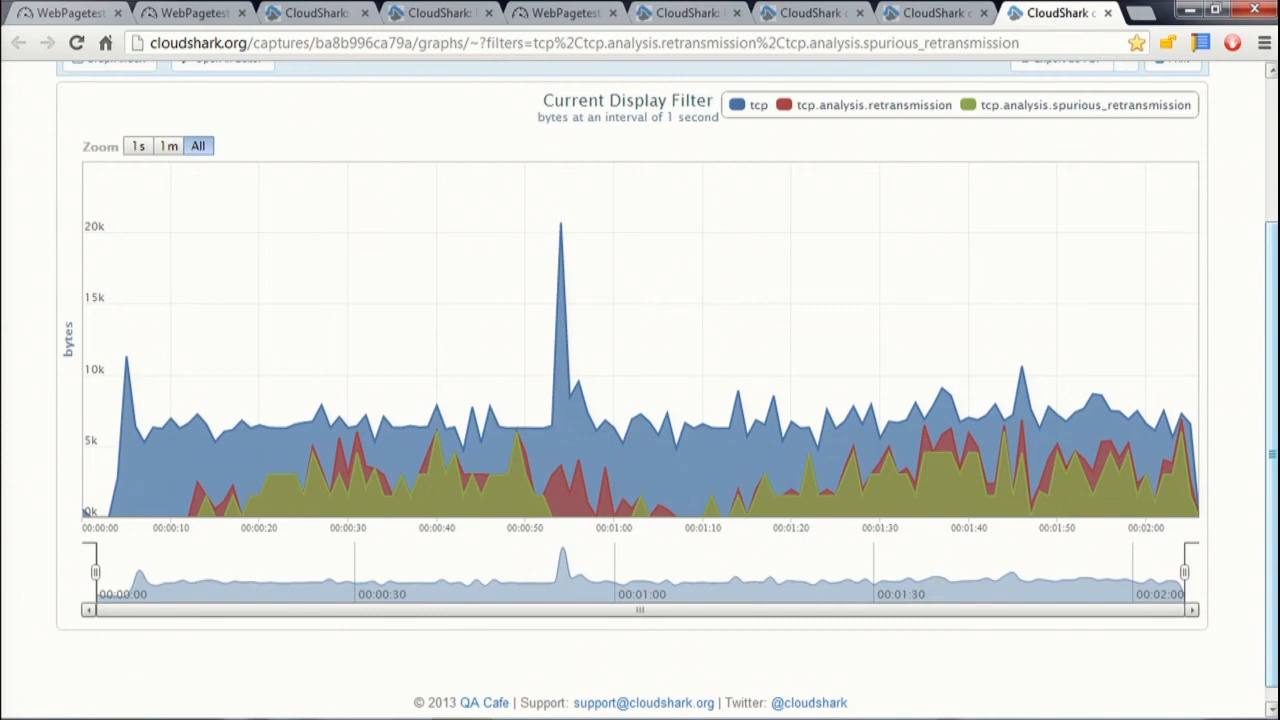 WebPagetest
WebPagetest
CloudShark
CloudShark
WebPagetest
CloudShark
CloudShark
CloudShark
CloudShark c
cloudshark.org/captures/ba8b996ca79a/graphs/~?filters=tcp%2Ctcp.analysis.retransmission%2Ctcp.analysis.spurious_retransmission
Current Display Filter
bytes at an interval of 1 second
tcp tcp.analysis.retransmission tcp.analysis.spurious_retransmission
Zoom 1s 1m All
20k
15k
10k
5k
0k
bytes
00:00:00 00:00:10 00:00:20 00:00:30 00:00:40 00:00:50 00:01:00 00:01:10 00:01:20 00:01:30 00:01:40 00:01:50 00:02:00
00:00:00 00:00:30 00:01:00 00:01:30 00:02:00
© 2013 QA Cafe | Support: support@cloudshark.org | Twitter: @cloudshark